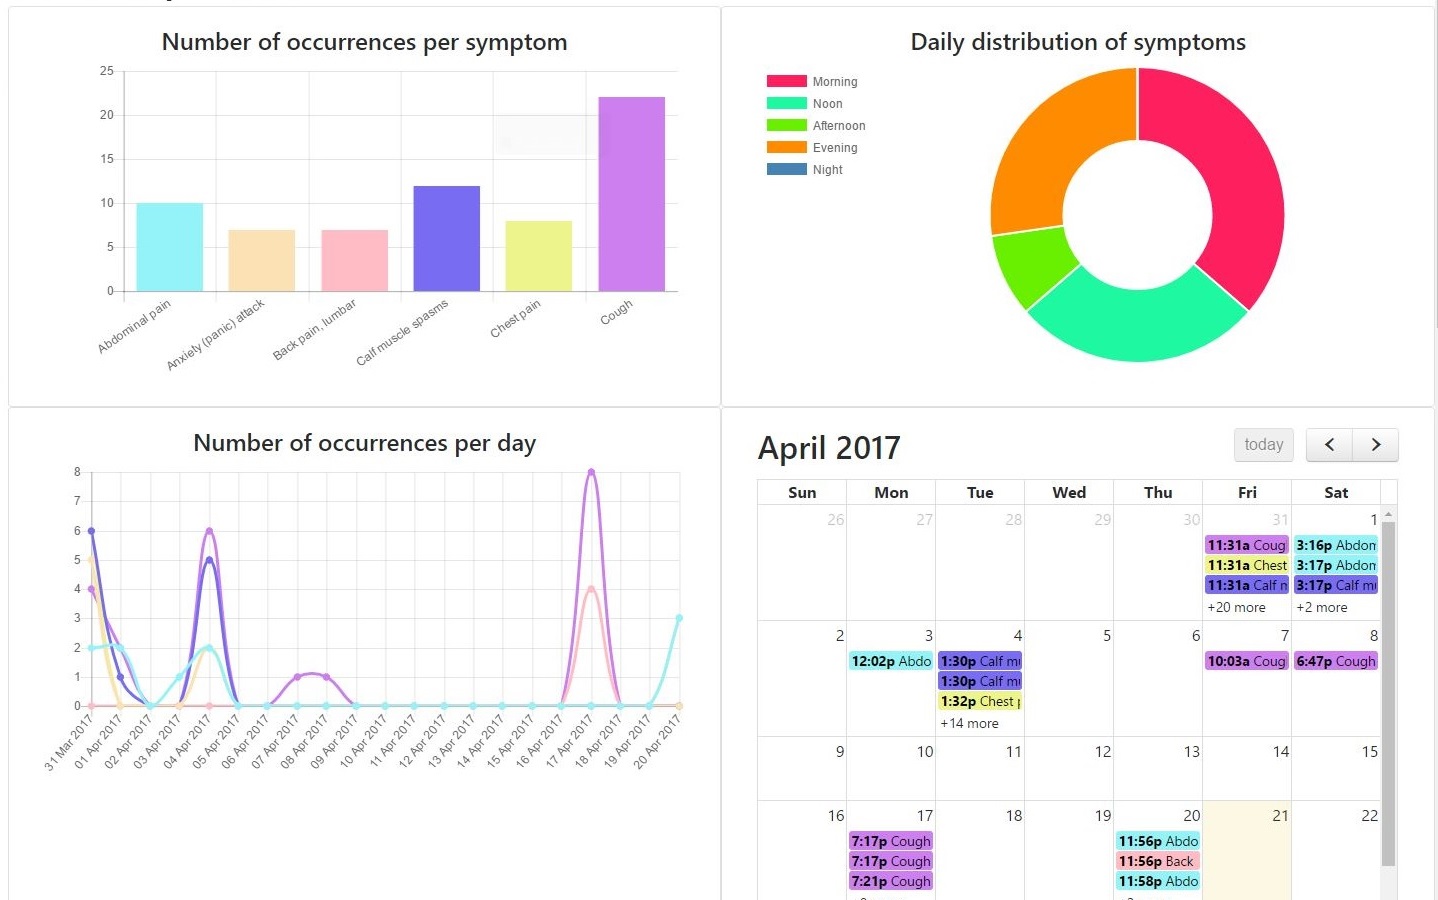 Number of occurrences per symptom
25
20
15
10
5
0
Abdominal pain
Anxiely (panic) attack
Back pain, lumbar
Calf muscle spasms
Chest pain
Cough
Daily distribution of symptoms
Morning
Noon
Afternoon
Evening
Night
Number of occurrences per day
8
7
6
5
4
3
2
1
0
31 Mar 2017
01 Apr 2017
02 Apr 2017
03 Apr 2017
04 Apr 2017
05 Apr 2017
06 Apr 2017
07 Apr 2017
08 Apr 2017
09 Apr 2017
10 Apr 2017
11 Apr 2017
12 Apr 2017
13 Apr 2017
14 Apr 2017
15 Apr 2017
16 Apr 2017
17 Apr 2017
18 Apr 2017
19 Apr 2017
20 Apr 2017
April 2017
today
Sun Mon Tue Wed Thu Fri Sat
26 27 28 29 30 31 1
11:31a Coug 3:16p Abdon
11:31a Chest 3:17p Abdon
11:31a Calf m 3:17p Calf mu
+20 more +2 more
2 3 4 5 6 7 8
12:02p Abdo 1:30p Calf mu 10:03a Coug 6:47p Cough
1:30p Calf mu
1:32p Chest p
+14 more
9 10 11 12 13 14 15
16 17 18 19 20 21 22
7:17p Cough 11:56p Abdo
7:17p Cough 11:56p Back
7:21p Cough 11:58p Abdo